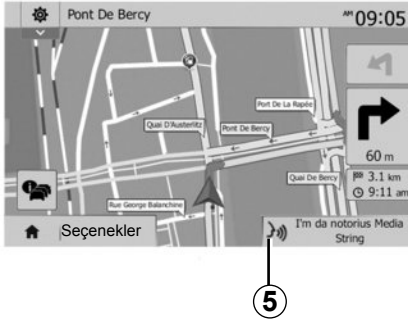 Pont De Bercy
AM 09:05
Port De La Rapée
Quai D'Austerlitz
Pont De Bercy
60 m
Quai De Bercy
3.1 km
9:11 am
Rue George Balanchine
Seçenekler
I'm da notorius Media
String
5